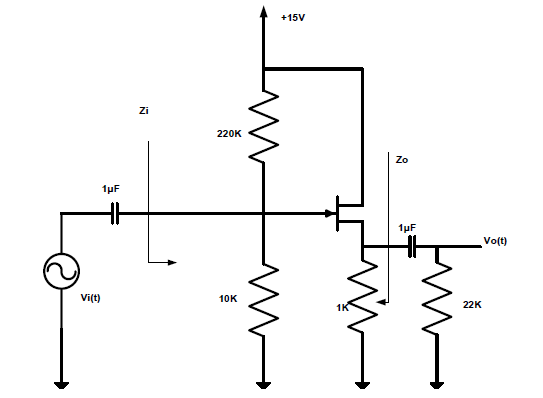 +15V
Zi
220K
Zo
1µF
1µF
Vo(t)
Vi(t)
10K
1K
22K